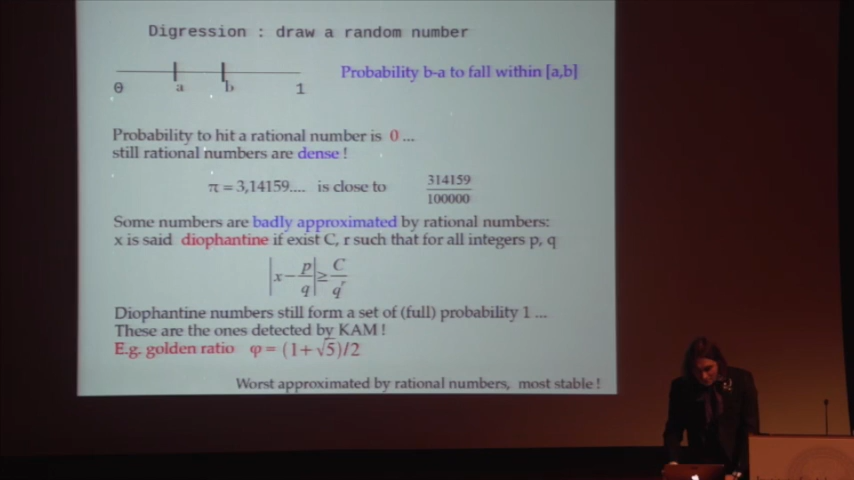 Digression : draw a random number
Probability b-a to fall within [a,b]
0 a b 1
Probability to hit a rational number is 0 ...
still rational numbers are dense !
π = 3,14159.... is close to 314159/100000
Some numbers are badly approximated by rational numbers:
x is said diophantine if exist C, r such that for all integers p, q
|x − p/q| ≥ C/q^r
Diophantine numbers still form a set of (full) probability 1 ...
These are the ones detected by KAM !
E.g. golden ratio φ = (1+√5)/2
Worst approximated by rational numbers, most stable !